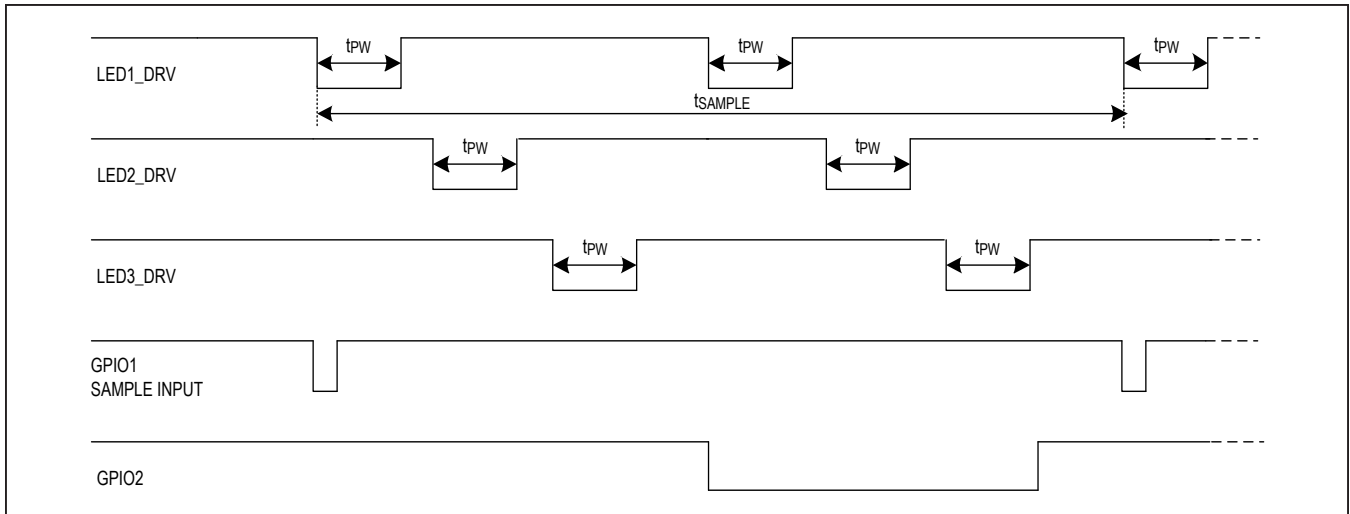 tPW tPW tPW
LED1_DRV
tSAMPLE
tPW tPW
LED2_DRV
tPW tPW
LED3_DRV
GPIO1
SAMPLE INPUT
GPIO2